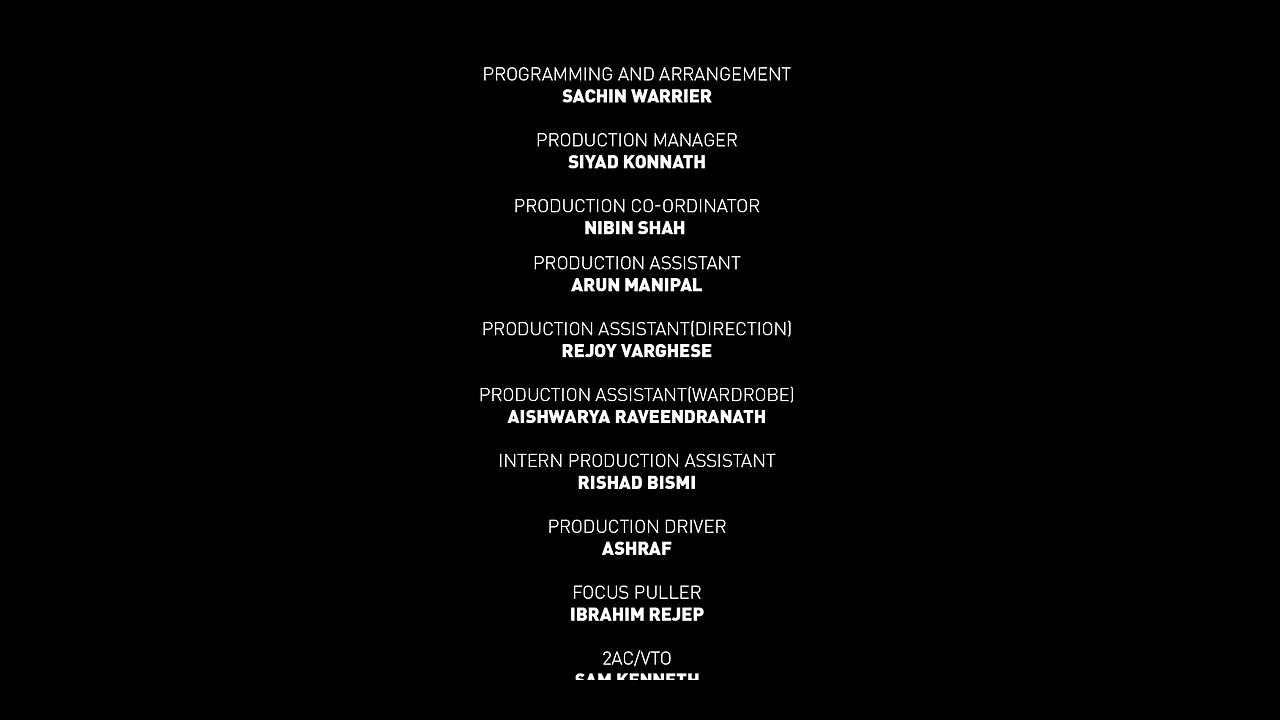 PROGRAMMING AND ARRANGEMENT
SACHIN WARRIER
PRODUCTION MANAGER
SIYAD KONNATH
PRODUCTION CO-ORDINATOR
NIBIN SHAH
PRODUCTION ASSISTANT
ARUN MANIPAL
PRODUCTION ASSISTANT(DIRECTION)
REJOY VARGHESE
PRODUCTION ASSISTANT(WARDROBE)
AISHWARYA RAVEENDRANATH
INTERN PRODUCTION ASSISTANT
RISHAD BISMI
PRODUCTION DRIVER
ASHRAF
FOCUS PULLER
IBRAHIM REJEP
2AC/VTO
SAM KENNETH